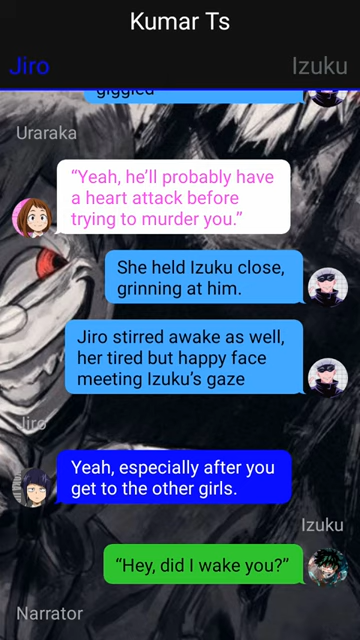 Kumar Ts
Jiro Izuku
giggled
Uraraka
“Yeah, he’ll probably have
a heart attack before
trying to murder you.”
She held Izuku close,
grinning at him.
Jiro stirred awake as well,
her tired but happy face
meeting Izuku’s gaze
Jiro
Yeah, especially after you
get to the other girls.
Izuku
“Hey, did I wake you?”
Narrator